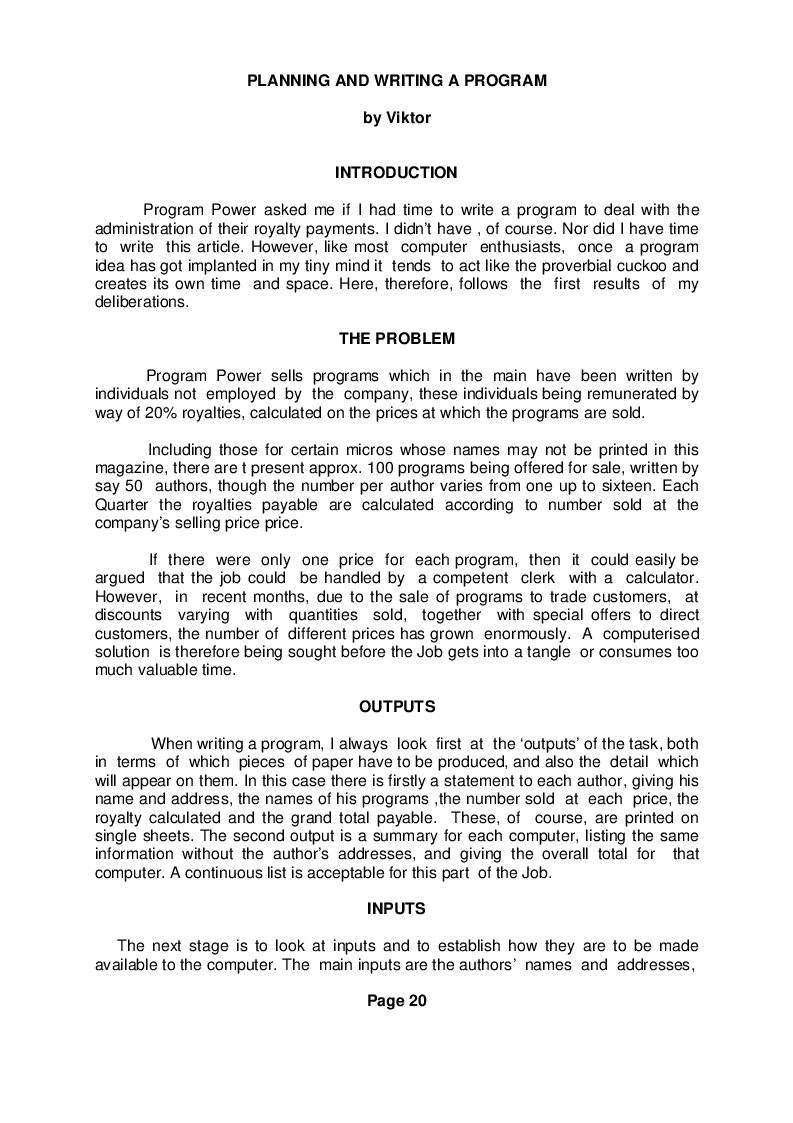 PLANNING AND WRITING A PROGRAM
by Viktor
INTRODUCTION
Program Power asked me if I had time to write a program to deal with the
administration of their royalty payments. I didn't have , of course. Nor did I have time
to write this article. However, like most computer enthusiasts, once a program
idea has got implanted in my tiny mind it tends to act like the proverbial cuckoo and
creates its own time and space. Here, therefore, follows the first results of my
deliberations.
THE PROBLEM
Program Power sells programs which in the main have been written by
individuals not employed by the company, these individuals being remunerated by
way of 20% royalties, calculated on the prices at which the programs are sold.
Including those for certain micros whose names may not be printed in this
magazine, there are t present approx. 100 programs being offered for sale, written by
say 50 authors, though the number per author varies from one up to sixteen. Each
Quarter the royalties payable are calculated according to number sold at the
company's selling price price.
If there were only one price for each program, then it could easily be
argued that the job could be handled by a competent clerk with a calculator.
However, in recent months, due to the sale of programs to trade customers, at
discounts varying with quantities sold, together with special offers to direct
customers, the number of different prices has grown enormously. A computerised
solution is therefore being sought before the Job gets into a tangle or consumes too
much valuable time.
OUTPUTS
When writing a program, I always look first at the 'outputs' of the task, both
in terms of which pieces of paper have to be produced, and also the detail which
will appear on them. In this case there is firstly a statement to each author, giving his
name and address, the names of his programs ,the number sold at each price, the
royalty calculated and the grand total payable. These, of course, are printed on
single sheets. The second output is a summary for each computer, listing the same
information without the author's addresses, and giving the overall total for that
computer. A continuous list is acceptable for this part of the Job.
INPUTS
The next stage is to look at inputs and to establish how they are to be made
available to the computer. The main inputs are the authors' names and addresses,
Page 20